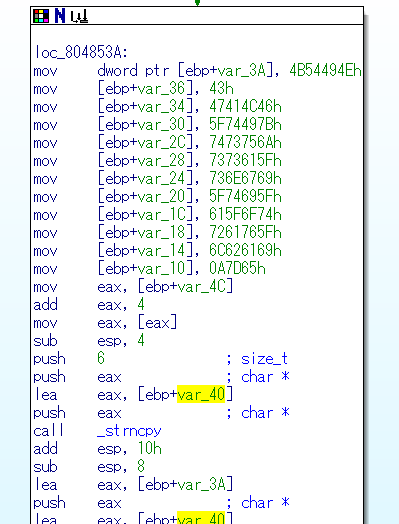 N
loc_804853A:
mov dword ptr [ebp+var_3A], 4B54494Eh
mov [ebp+var_36], 43h
mov [ebp+var_34], 47414C46h
mov [ebp+var_30], 5F74497Bh
mov [ebp+var_2C], 7473756Ah
mov [ebp+var_28], 7373615Fh
mov [ebp+var_24], 736E6769h
mov [ebp+var_20], 5F74695Fh
mov [ebp+var_1C], 615F6F74h
mov [ebp+var_18], 7261765Fh
mov [ebp+var_14], 6C626169h
mov [ebp+var_10], 0A7D65h
mov eax, [ebp+var_4C]
add eax, 4
mov eax, [eax]
sub esp, 4
push 6 ; size_t
push eax ; char *
lea eax, [ebp+var_40]
push eax ; char *
call _strncpy
add esp, 10h
sub esp, 8
lea eax, [ebp+var_3A]
push eax ; char *
lea eax, [ebp+var_40]